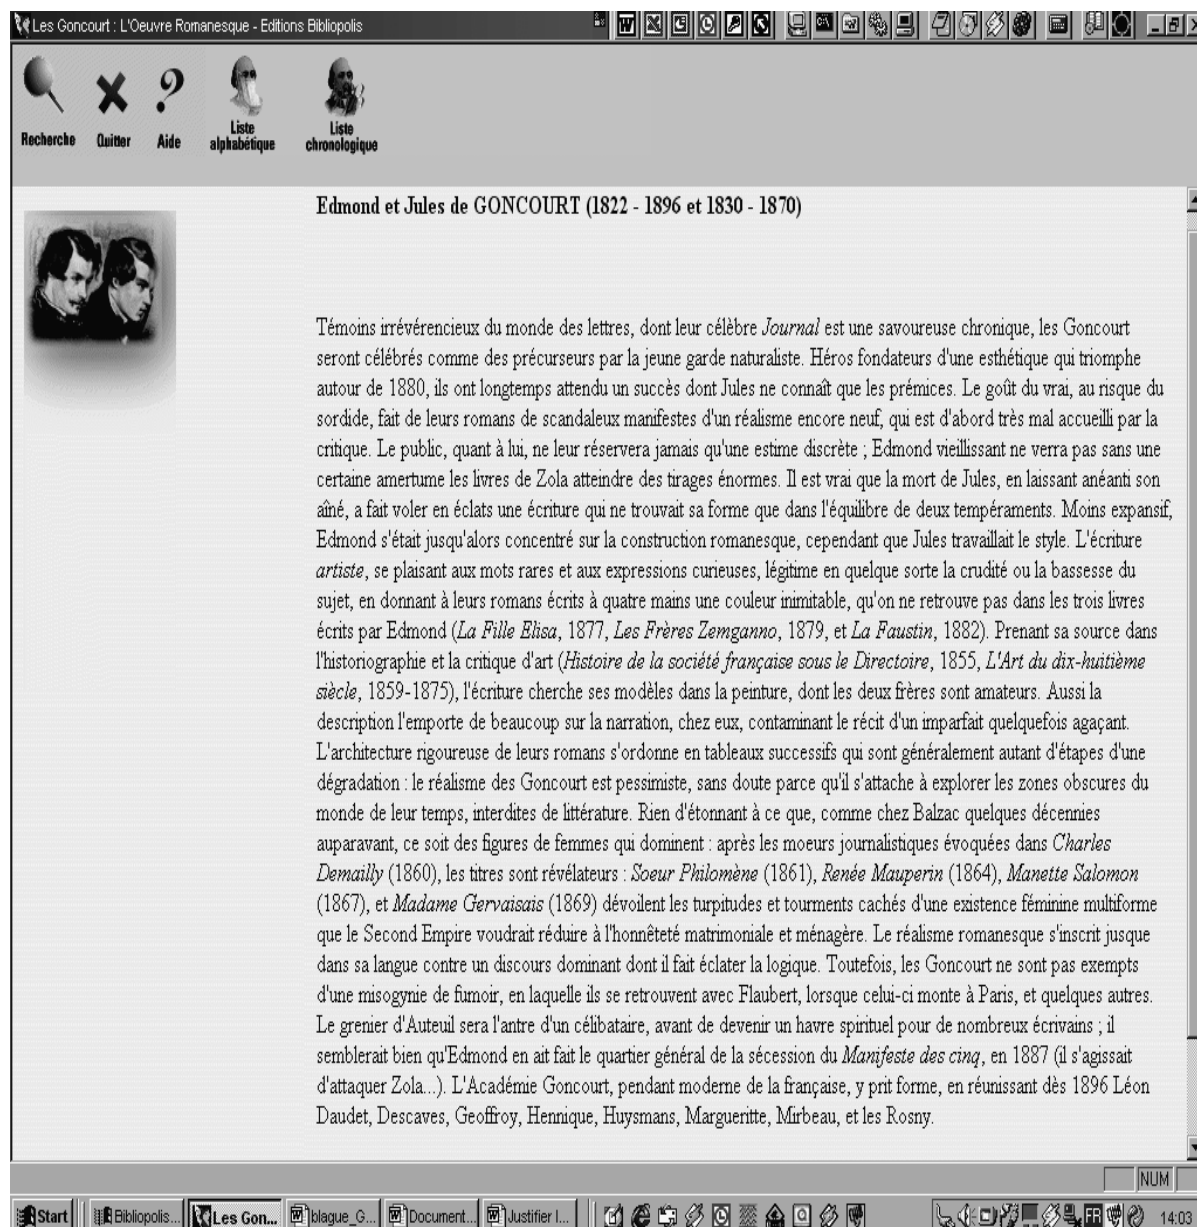 Les Goncourt : L'Oeuvre Romanesque - Editions Bibliopolis
Recherche
Quitter
Aide
Liste
alphabétique
Liste
chronologique
Edmond et Jules de GONCOURT (1822 - 1896 et 1830 - 1870)
Témoins irrévérencieux du monde des lettres, dont leur célèbre Journal est une savoureuse chronique, les Goncourt
seront célébrés comme des précurseurs par la jeune garde naturaliste. Héros fondateurs d'une esthétique qui triomphe
autour de 1880, ils ont longtemps attendu un succès dont Jules ne connaît que les prémices. Le goût du vrai, au risque du
sordide, fait de leurs romans de scandaleux manifestes d'un réalisme encore neuf, qui est d'abord très mal accueilli par la
critique. Le public, quant à lui, ne leur réservera jamais qu'une estime discrète ; Edmond vieillissant ne verra pas sans une
certaine amertume les livres de Zola atteindre des tirages énormes. Il est vrai que la mort de Jules, en laissant anéanti son
aîné, a fait voler en éclats une écriture qui ne trouvait sa forme que dans l'équilibre de deux tempéraments. Moins expansif,
Edmond s'était jusqu'alors concentré sur la construction romanesque, cependant que Jules travaillait le style. L'écriture
artiste, se plaisant aux mots rares et aux expressions curieuses, légitime en quelque sorte la crudité ou la bassesse du
sujet, en donnant à leurs romans écrits à quatre mains une couleur inimitable, qu'on ne retrouve pas dans les trois livres
écrits par Edmond (La Fille Elisa, 1877, Les Frères Zemganno, 1879, et La Faustin, 1882). Prenant sa source dans
l'historiographie et la critique d'art (Histoire de la société française sous le Directoire, 1855, L'Art du dix-huitième
siècle, 1859-1875), l'écriture cherche ses modèles dans la peinture, dont les deux frères sont amateurs. Aussi la
description l'emporte de beaucoup sur la narration, chez eux, contaminant le récit d'un imparfait quelquefois agaçant.
L'architecture rigoureuse de leurs romans s'ordonne en tableaux successifs qui sont généralement autant d'étapes d'une
dégradation : le réalisme des Goncourt est pessimiste, sans doute parce qu'il s'attache à explorer les zones obscures du
monde de leur temps, interdites de littérature. Rien d'étonnant à ce que, comme chez Balzac quelques décennies
auparavant, ce soit des figures de femmes qui dominent : après les moeurs journalistiques évoquées dans Charles
Demailly (1860), les titres sont révélateurs : Soeur Philomène (1861), Renée Mauperin (1864), Manette Salomon
(1867), et Madame Gervaisais (1869) dévoilent les turpitudes et tourments cachés d'une existence féminine multiforme
que le Second Empire voudrait réduire à l'honnêteté matrimoniale et ménagère. Le réalisme romanesque s'inscrit jusque
dans sa langue contre un discours dominant dont il fait éclater la logique. Toutefois, les Goncourt ne sont pas exempts
d'une misogynie de fumoir, en laquelle ils se retrouvent avec Flaubert, lorsque celui-ci monte à Paris, et quelques autres.
Le grenier d'Auteuil sera l'antre d'un célibataire, avant de devenir un havre spirituel pour de nombreux écrivains ; il
semblerait bien qu'Edmond en ait fait le quartier général de la sécession du Manifeste des cinq, en 1887 (il s'agissait
d'attaquer Zola...). L'Académie Goncourt, pendant moderne de la française, y prit forme, en réunissant dès 1896 Léon
Daudet, Descaves, Geoffroy, Hennique, Huysmans, Margueritte, Mirbeau, et les Rosny.
NUM
Start Bibliopolis... Les Gon... blague_G... Document... Justifier l... FR 14:03